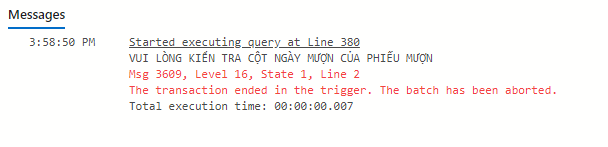 Messages
3:58:50 PM Started executing query at Line 380
VUI LÒNG KIẾN TRA CỘT NGÀY MƯỢN CỦA PHIẾU MƯỢN
Msg 3609, Level 16, State 1, Line 2
The transaction ended in the trigger. The batch has been aborted.
Total execution time: 00:00:00.007